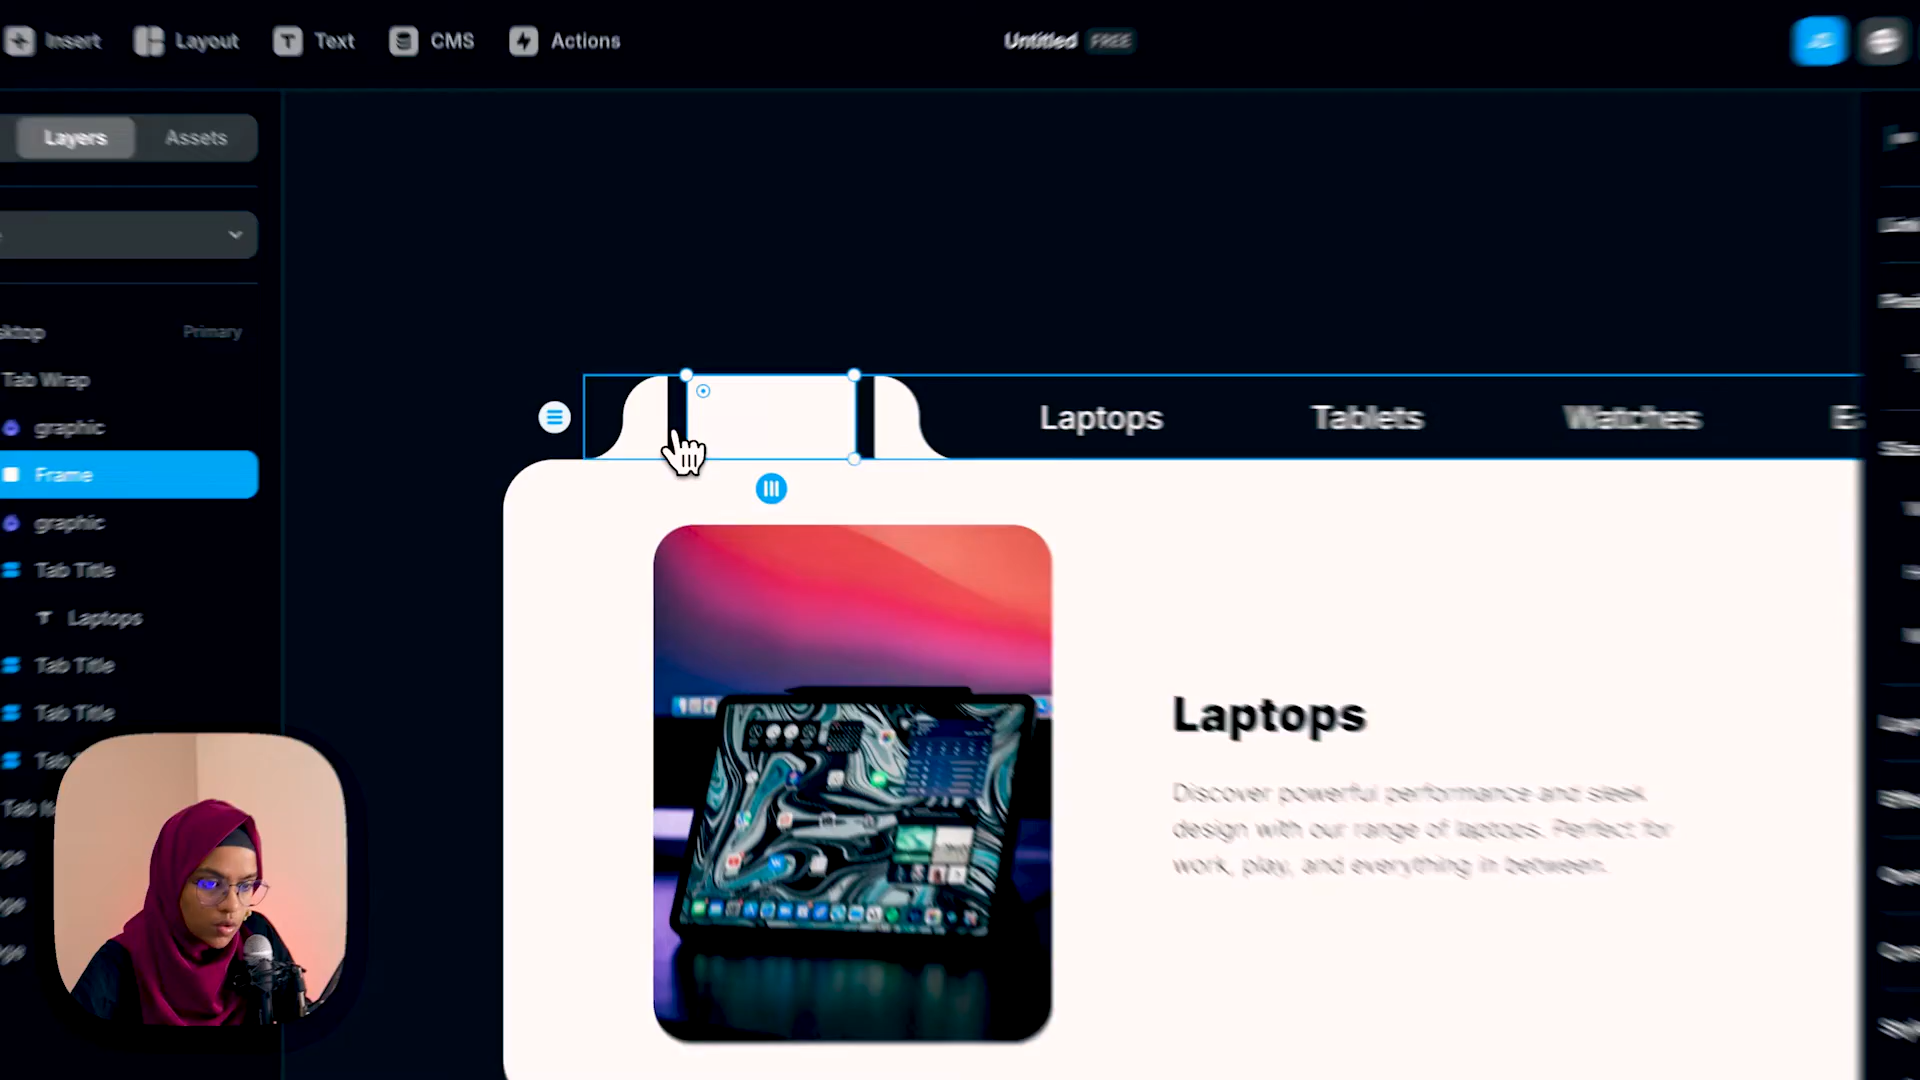 Insert Layout Text CMS Actions Untitled FREE
Layers Assets
Primary
Tab Wrap
graphic
Frame
graphic
Tab Title
Laptops
Tab Title
Tab Title
Laptops Tablets Watches
Laptops
Discover powerful performance and sleek
design with our range of laptops. Perfect for
work, play, and everything in between.